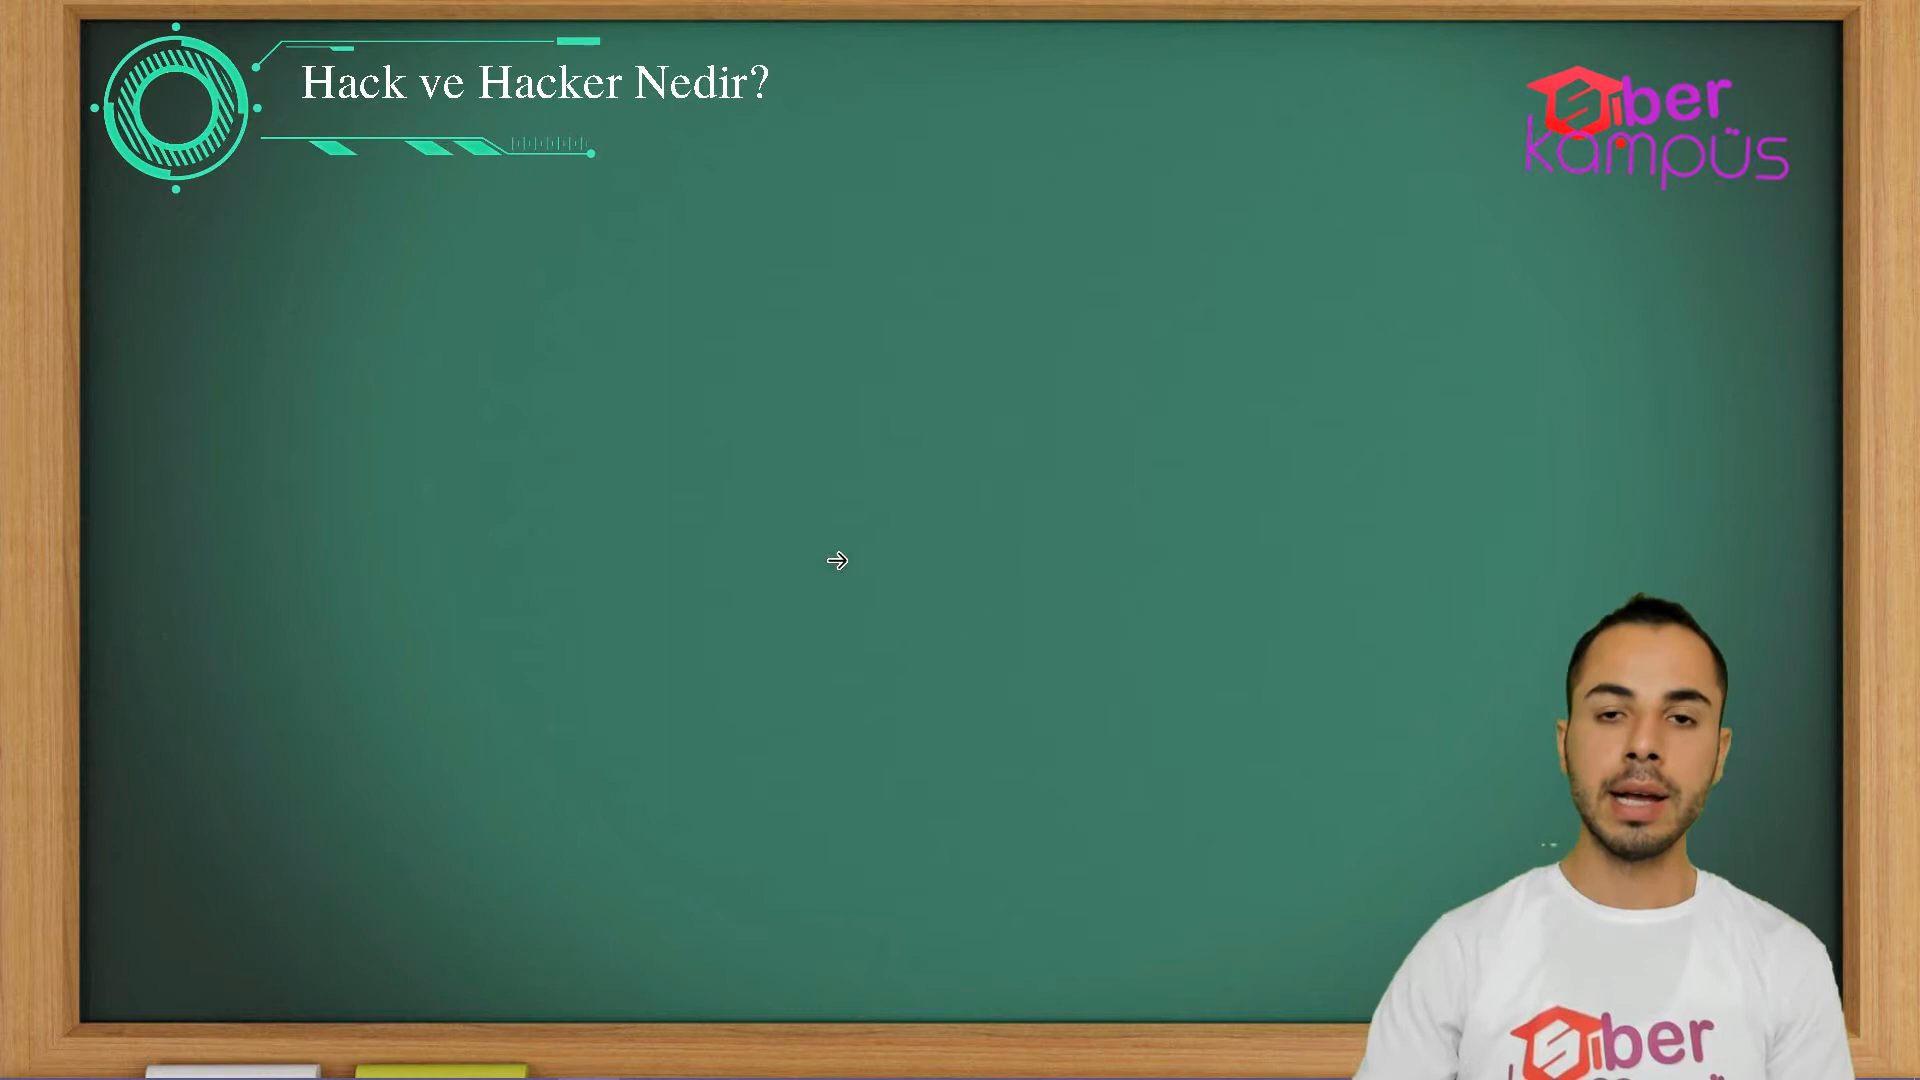 Hack ve Hacker Nedir?
Siber
kampüs
Siber